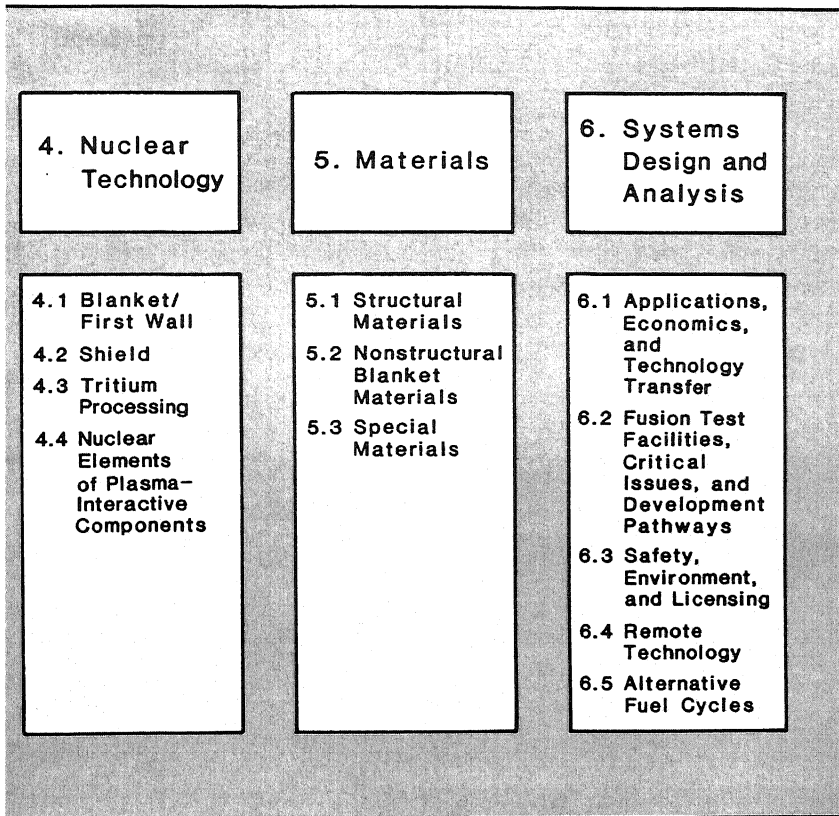 4. Nuclear
Technology
5. Materials
6. Systems
Design and
Analysis
4.1 Blanket/
First Wall
4.2 Shield
4.3 Tritium
Processing
4.4 Nuclear
Elements
of Plasma-
Interactive
Components
5.1 Structural
Materials
5.2 Nonstructural
Blanket
Materials
5.3 Special
Materials
6.1 Applications,
Economics,
and
Technology
Transfer
6.2 Fusion Test
Facilities,
Critical
Issues, and
Development
Pathways
6.3 Safety,
Environment,
and Licensing
6.4 Remote
Technology
6.5 Alternative
Fuel Cycles